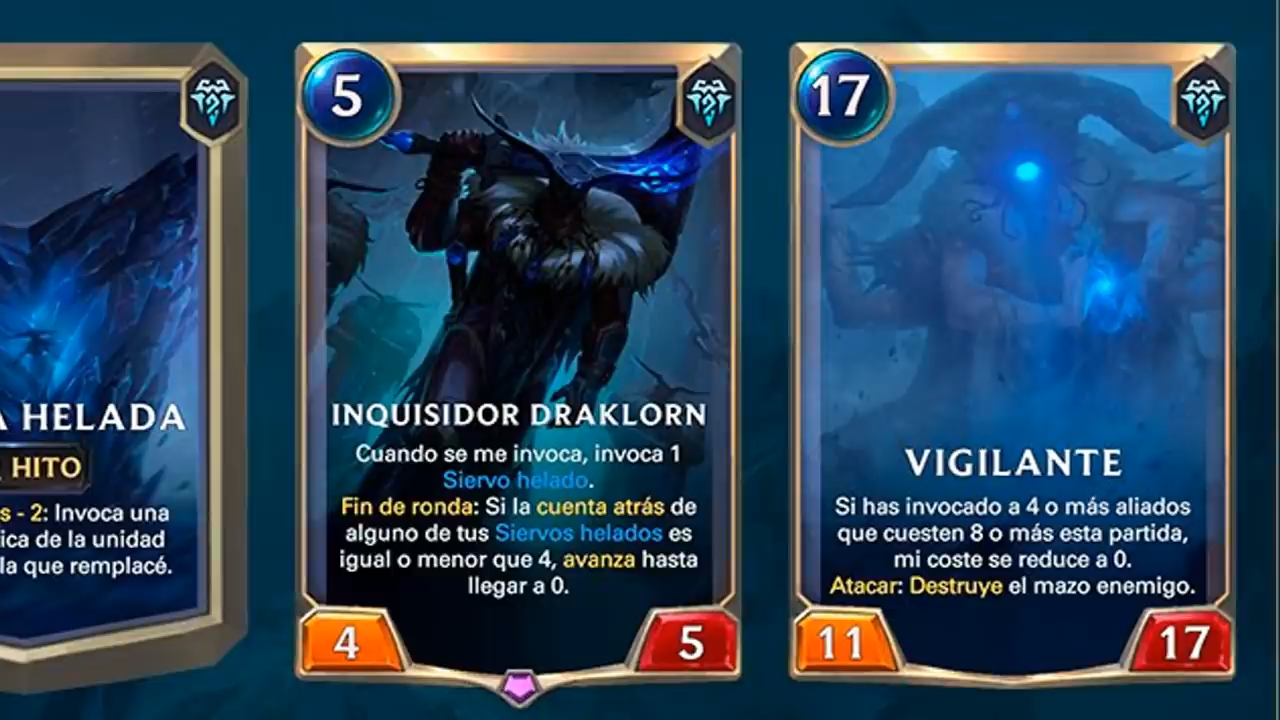 A HELADA
HITO
s - 2: Invoca una
ica de la unidad
la que remplacé.
5
INQUISIDOR DRAKLORN
Cuando se me invoca, invoca 1
Siervo helado.
Fin de ronda: Si la cuenta atrás de
alguno de tus Siervos helados es
igual o menor que 4, avanza hasta
llegar a 0.
4
5
17
VIGILANTE
Si has invocado a 4 o más aliados
que cuesten 8 o más esta partida,
mi coste se reduce a 0.
Atacar: Destruye el mazo enemigo.
11
17